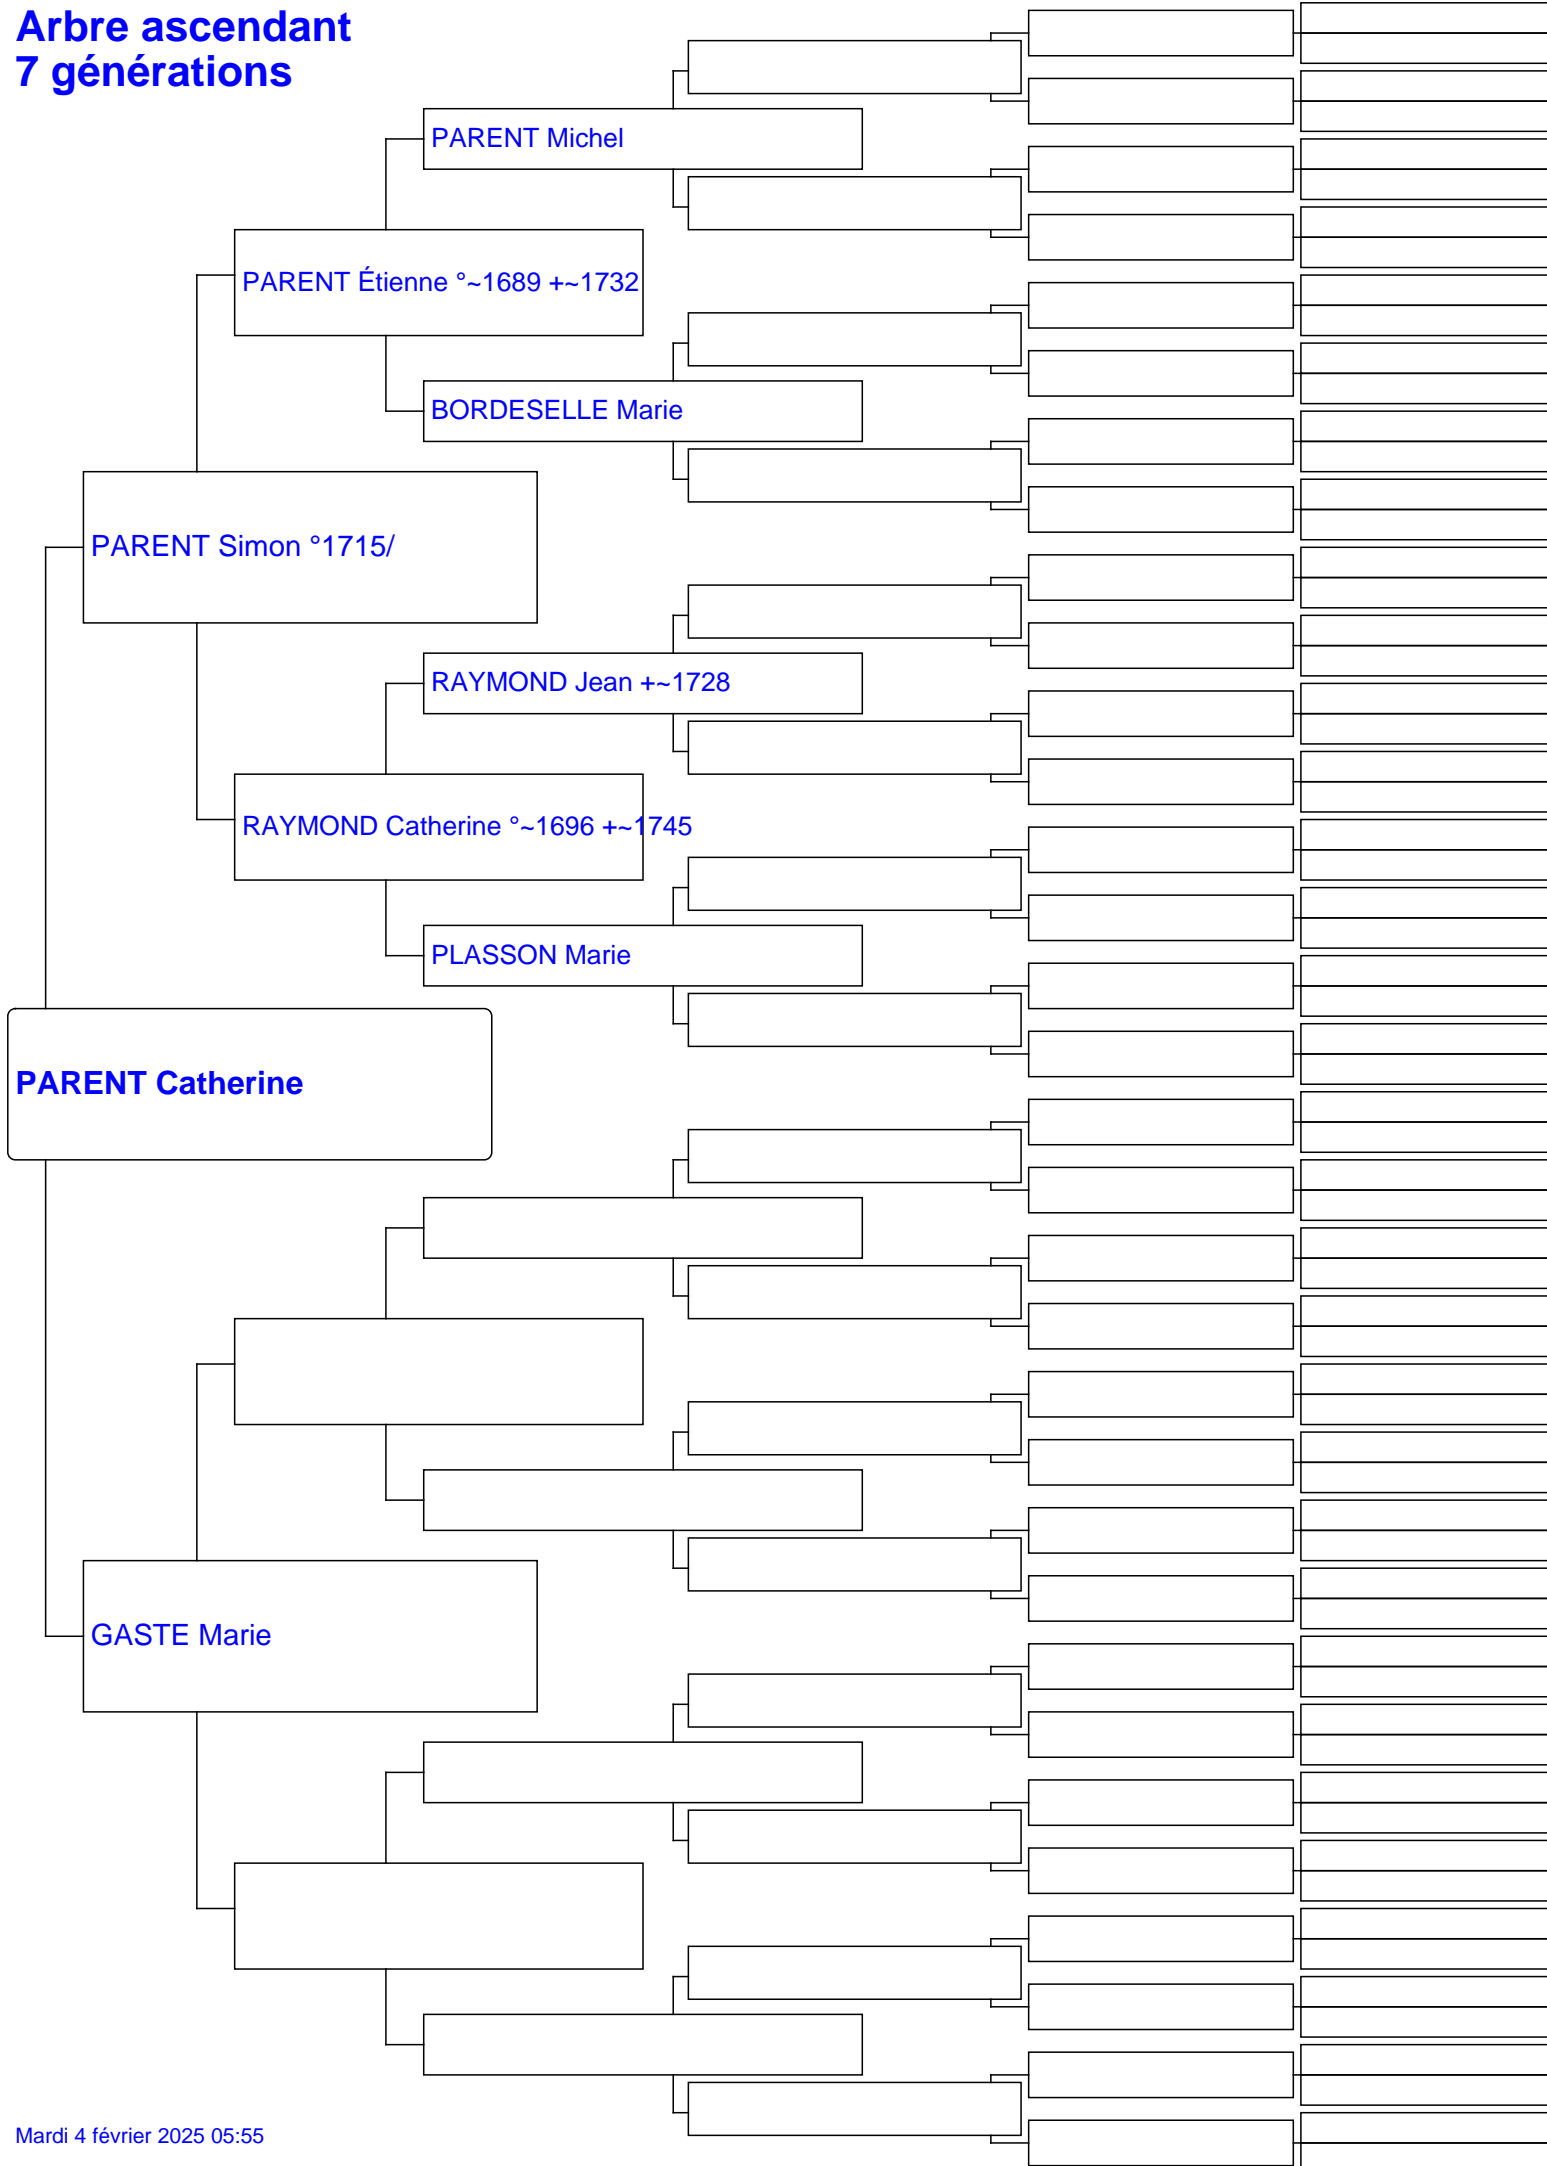 Arbre ascendant
7 générations
PARENT Michel
PARENT Étienne °~1689 +~1732
BORDESELLE Marie
PARENT Simon °1715/
RAYMOND Jean +~1728
RAYMOND Catherine °~1696 +~1745
PLASSON Marie
PARENT Catherine
GASTE Marie
Mardi 4 février 2025 05:55